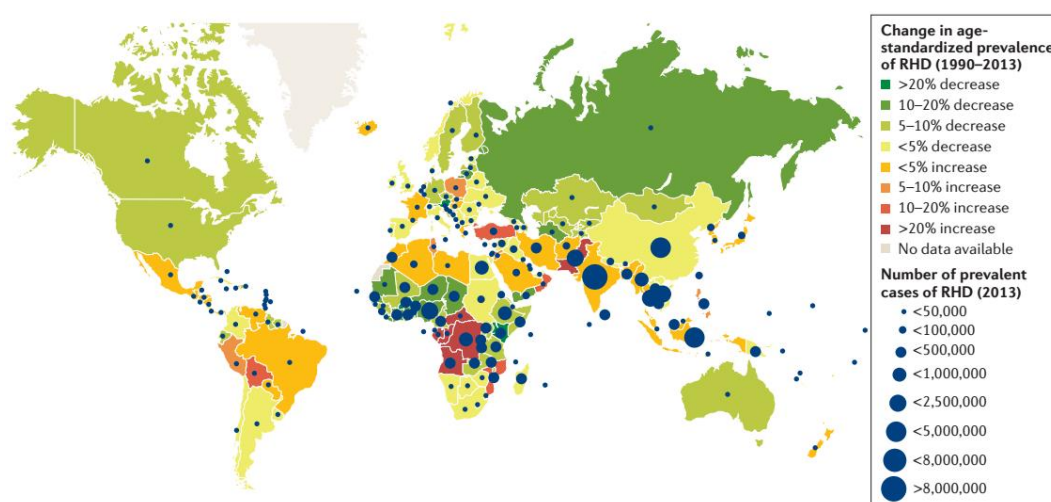 Change in age-
standardized prevalence
of RHD (1990–2013)
>20% decrease
10–20% decrease
5–10% decrease
<5% decrease
<5% increase
5–10% increase
10–20% increase
>20% increase
No data available
Number of prevalent
cases of RHD (2013)
<50,000
<100,000
<500,000
<1,000,000
<2,500,000
<5,000,000
<8,000,000
>8,000,000